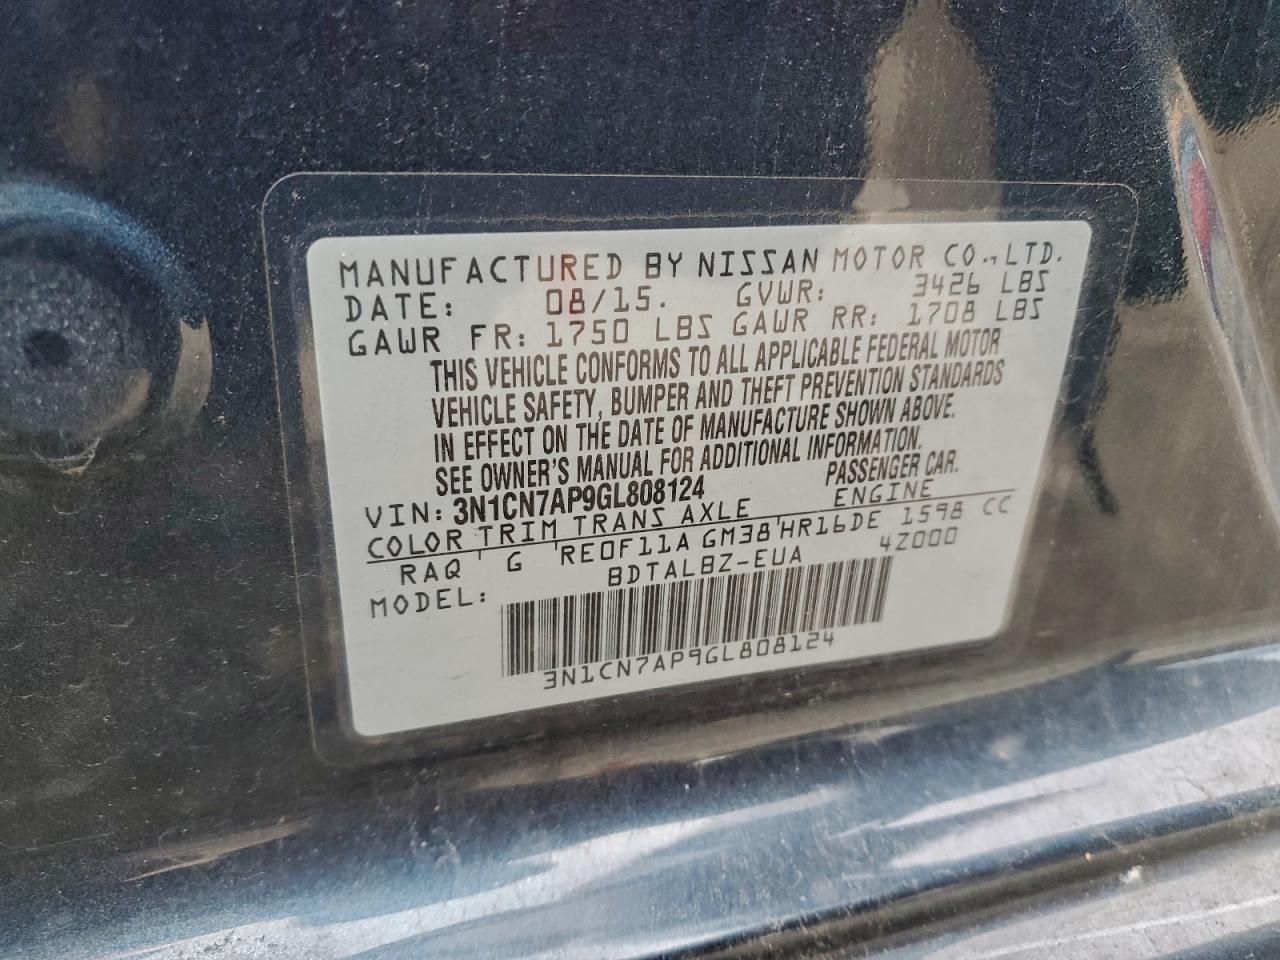 MANUFACTURED BY NISSAN MOTOR CO.,LTD.
DATE: 08/15. GVWR: 3426 LBS
GAWR FR: 1750 LBS GAWR RR: 1708 LBS
THIS VEHICLE CONFORMS TO ALL APPLICABLE FEDERAL MOTOR
VEHICLE SAFETY, BUMPER AND THEFT PREVENTION STANDARDS
IN EFFECT ON THE DATE OF MANUFACTURE SHOWN ABOVE.
SEE OWNER'S MANUAL FOR ADDITIONAL INFORMATION.
VIN: 3N1CN7AP9GL808124 PASSENGER CAR.
COLOR TRIM TRANS AXLE ENGINE
RAQ ' G 'RE0F11A GM38'HR16DE 1598 CC
MODEL: BDTALBZ-EUA 4Z000
3N1CN7AP9GL808124